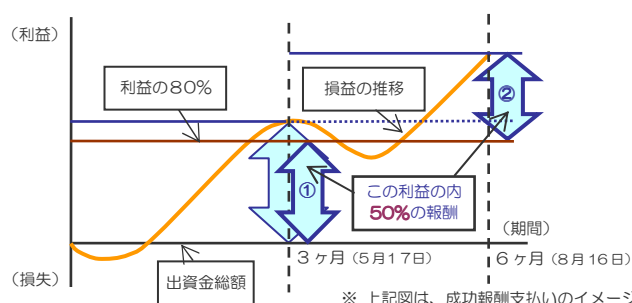 （利益）
利益の８０％
損益の推移
②
①
この利益の内
50％の報酬
（期間）
３ヶ月（５月１７日）
６ヶ月（８月１６日）
（損失）
出資金総額
※ 上記図は、成功報酬支払いのイメージ